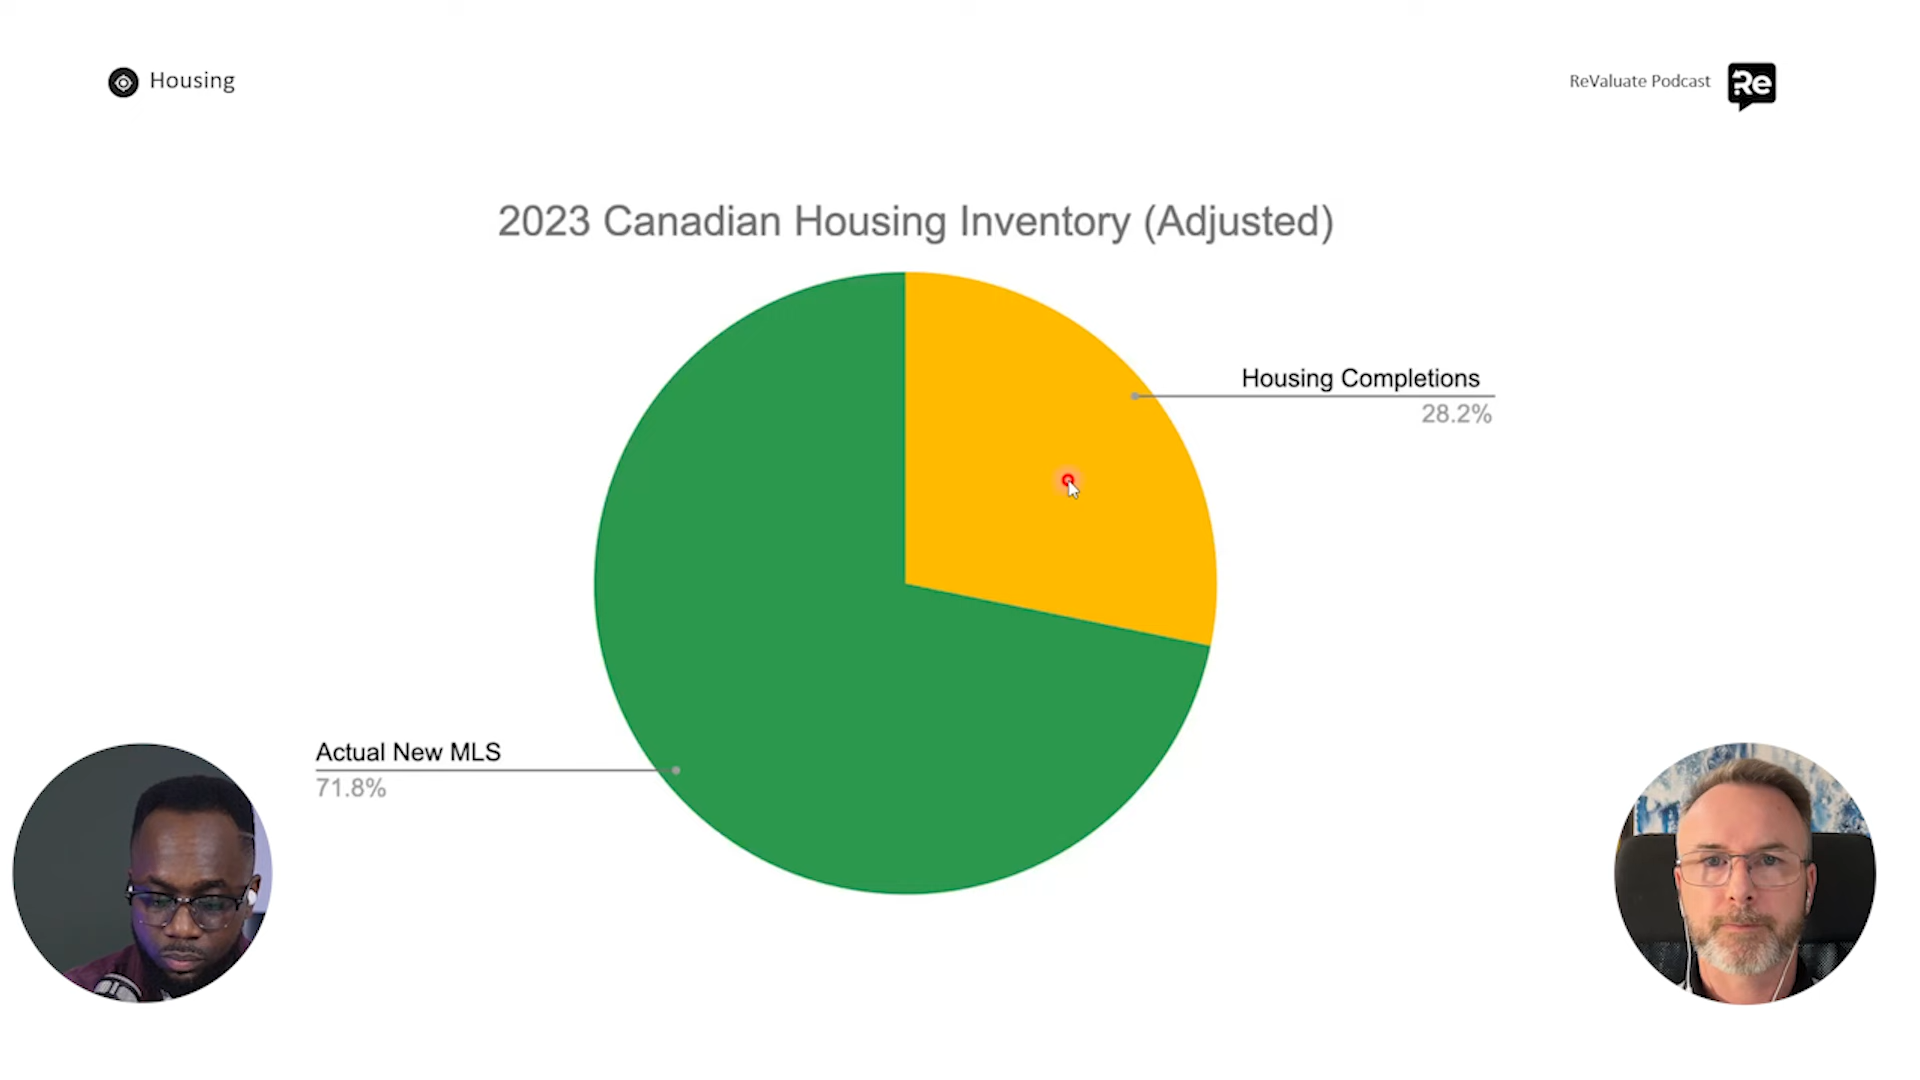 Housing
ReValuate Podcast
Re
2023 Canadian Housing Inventory (Adjusted)
Housing Completions
28.2%
Actual New MLS
71.8%